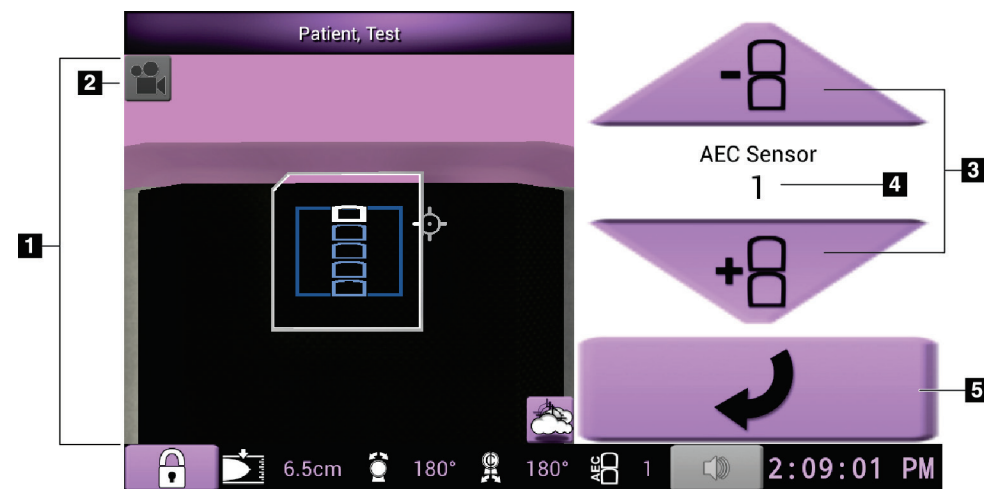 Patient, Test
2
1
AEC Sensor
1
4
3
5
6.5cm
180°
180°
AEC
1
2:09:01 PM